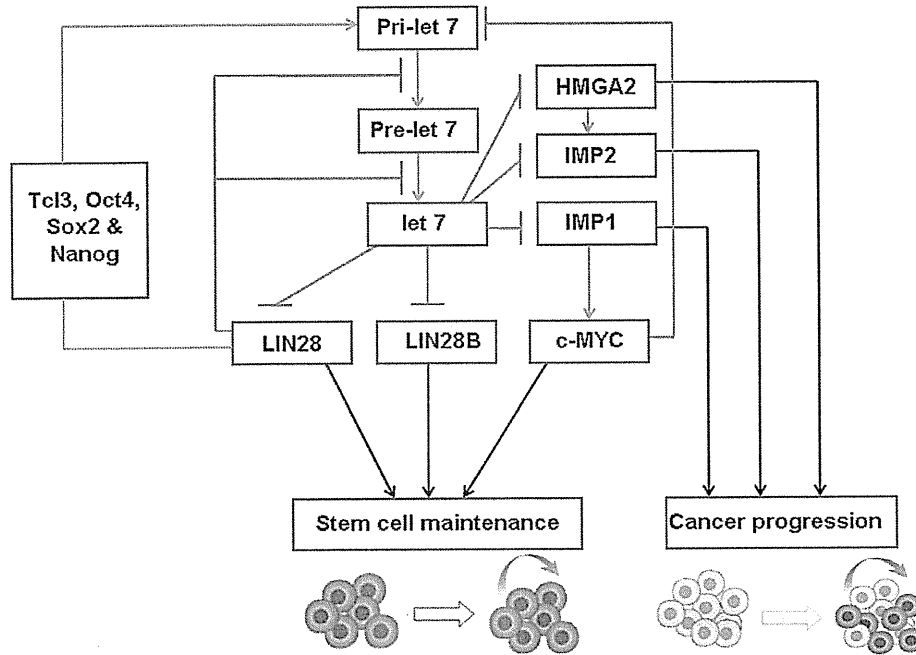 Pri-let 7
HMGA2
Pre-let 7
IMP2
Tcl3, Oct4,
Sox2 &
Nanog
let 7
IMP1
LIN28
LIN28B
c-MYC
Stem cell maintenance
Cancer progression